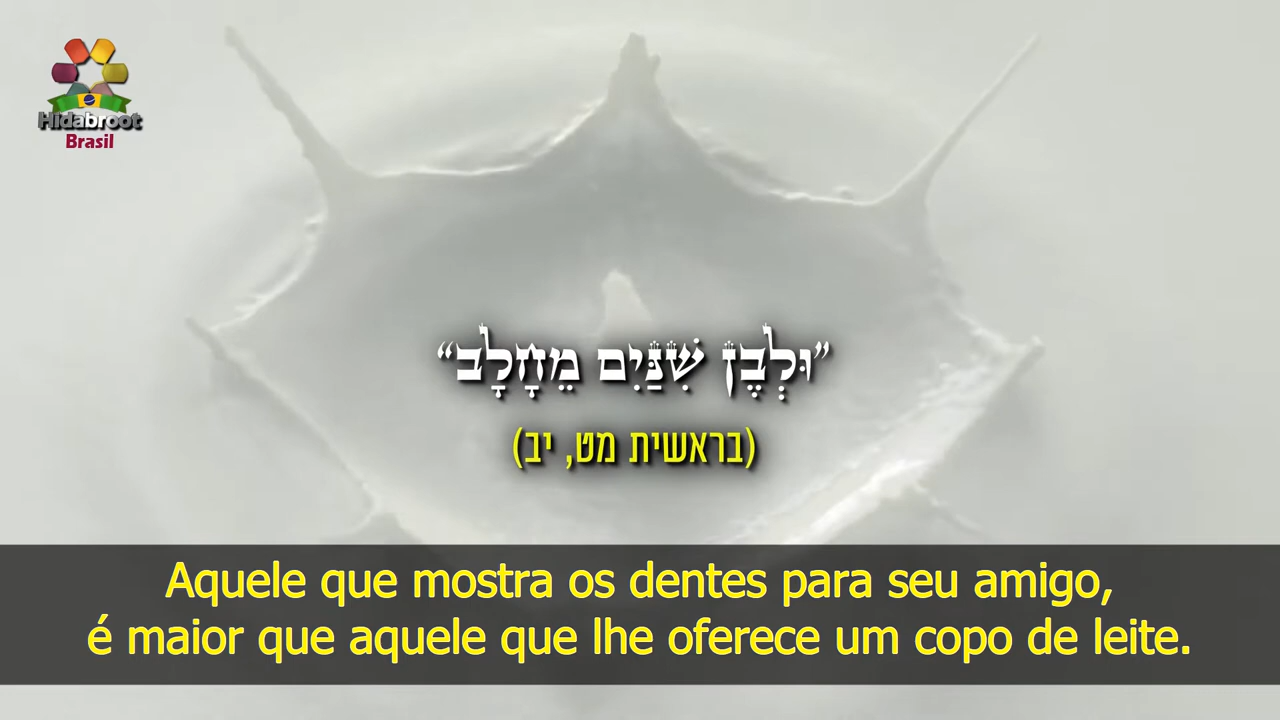 Hidabroot
Brasil
"וּלְבֶן שִׁנַּיִם מֵחָלָב"
(בראשית מט, יב)
Aquele que mostra os dentes para seu amigo,
é maior que aquele que lhe oferece um copo de leite.